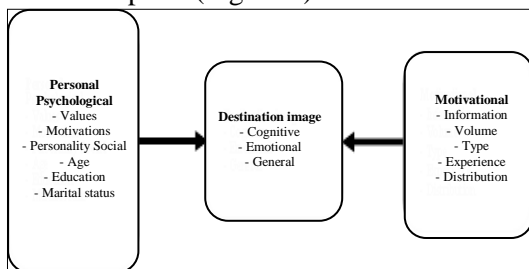 Personal
Psychological
- Values
- Motivations
- Personality Social
- Age
- Education
- Marital status
Destination image
- Cognitive
- Emotional
- General
Motivational
- Information
- Volume
- Type
- Experience
- Distribution